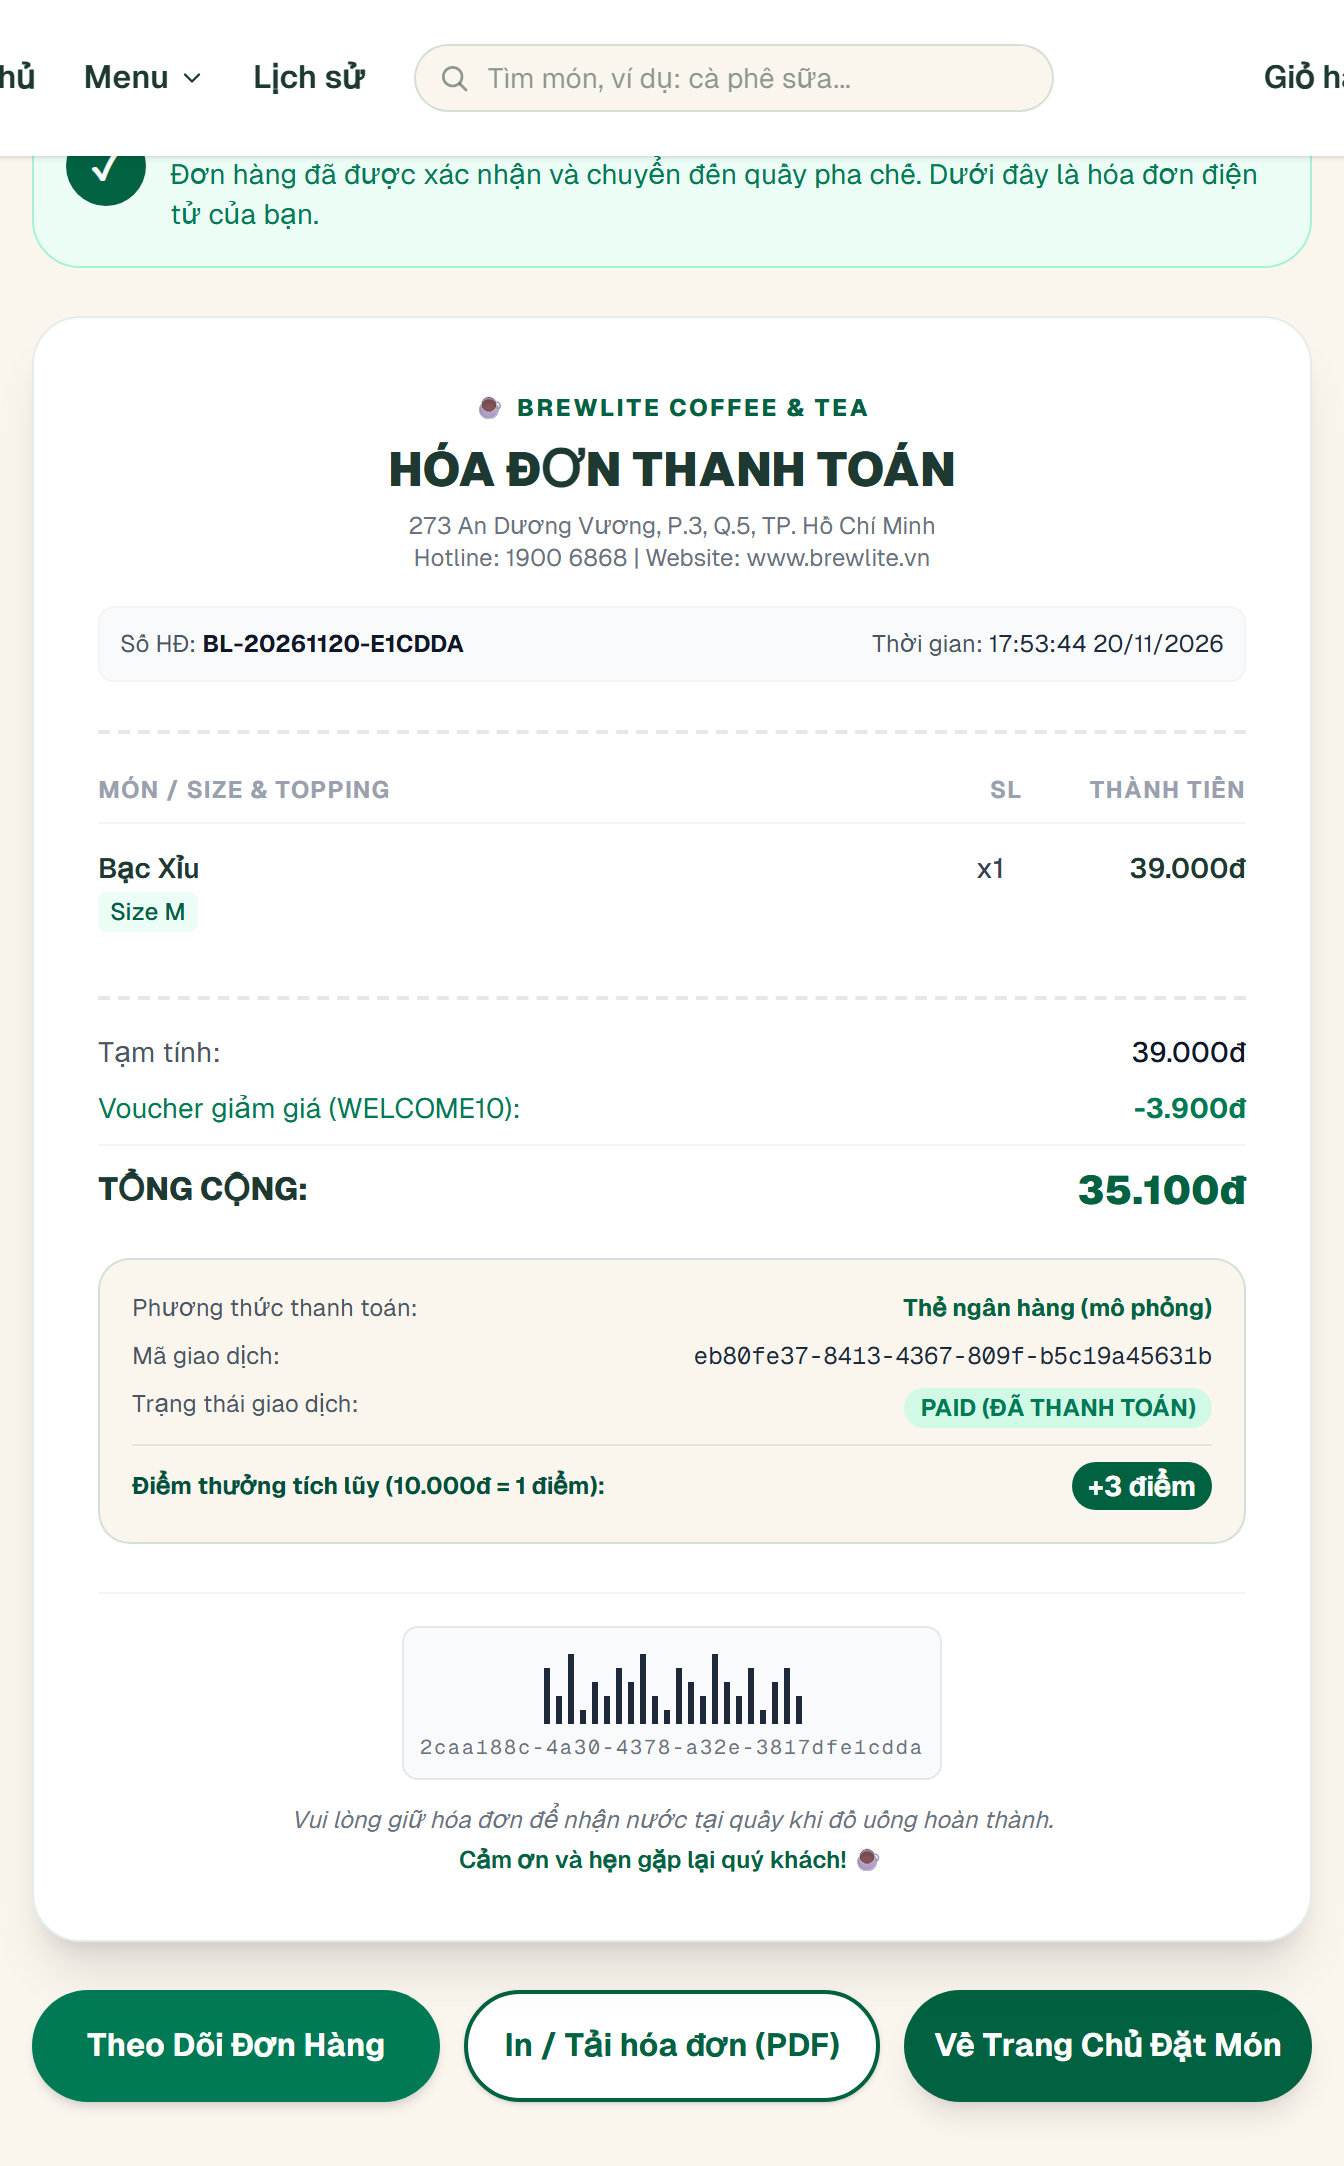 hủ Menu Lịch sử Tìm món, ví dụ: cà phê sữa... Giỏ hà
Đơn hàng đã được xác nhận và chuyển đến quầy pha chế. Dưới đây là hóa đơn điện
tử của bạn.
BREWLITE COFFEE & TEA
HÓA ĐƠN THANH TOÁN
273 An Dương Vương, P.3, Q.5, TP. Hồ Chí Minh
Hotline: 1900 6868 | Website: www.brewlite.vn
Số HĐ: BL-20261120-E1CDDA Thời gian: 17:53:44 20/11/2026
MÓN / SIZE & TOPPING SL THÀNH TIỀN
Bạc Xỉu x1 39.000đ
Size M
Tạm tính: 39.000đ
Voucher giảm giá (WELCOME10): -3.900đ
TỔNG CỘNG: 35.100đ
Phương thức thanh toán: Thẻ ngân hàng (mô phỏng)
Mã giao dịch: eb80fe37-8413-4367-809f-b5c19a45631b
Trạng thái giao dịch: PAID (ĐÃ THANH TOÁN)
Điểm thưởng tích lũy (10.000đ = 1 điểm): +3 điểm
2caa188c-4a30-4378-a32e-3817dfe1cdda
Vui lòng giữ hóa đơn để nhận nước tại quầy khi đồ uống hoàn thành.
Cảm ơn và hẹn gặp lại quý khách!
Theo Dõi Đơn Hàng In / Tải hóa đơn (PDF) Về Trang Chủ Đặt Món